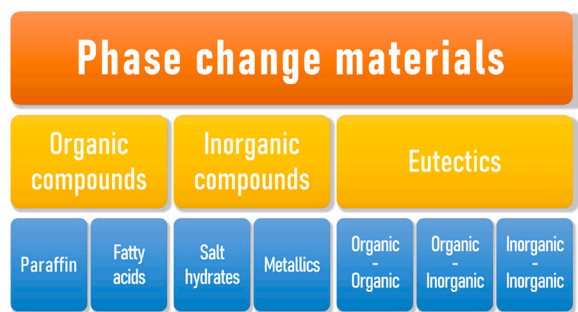 Phase change materials
Organic
compounds
Inorganic
compounds
Eutectics
Paraffin
Fatty
acids
Salt
hydrates
Metallics
Organic
-
Organic
Organic
-
Inorganic
Inorganic
-
Inorganic